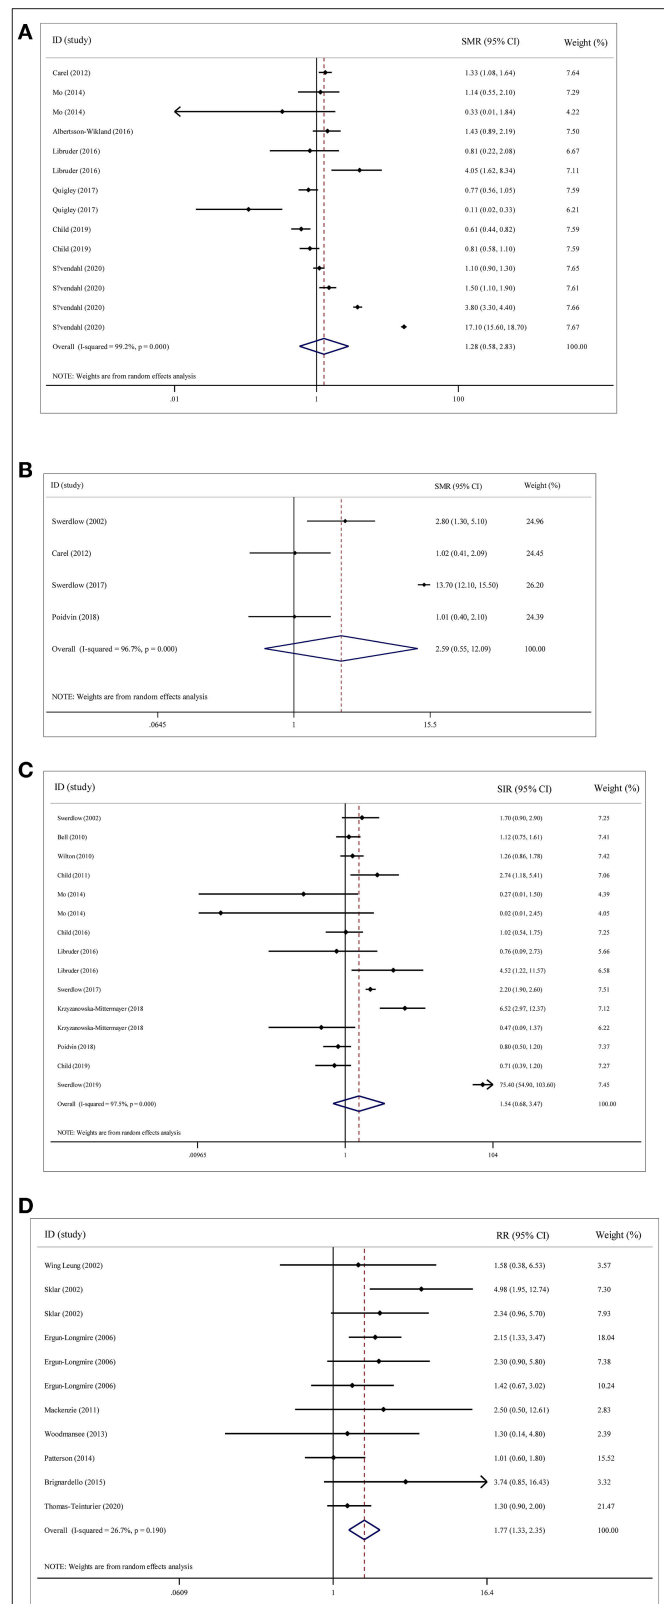 A
ID (study) SMR (95% CI) Weight (%)
Carel (2012) 1.33 (1.08, 1.64) 7.64
Mo (2014) 1.14 (0.55, 2.10) 7.29
Mo (2014) 0.33 (0.01, 1.84) 4.22
Albertsson-Wikland (2016) 1.43 (0.89, 2.19) 7.50
Libruder (2016) 0.81 (0.22, 2.08) 6.67
Libruder (2016) 4.05 (1.62, 8.34) 7.11
Quigley (2017) 0.77 (0.56, 1.05) 7.59
Quigley (2017) 0.11 (0.02, 0.33) 6.21
Child (2019) 0.61 (0.44, 0.82) 7.59
Child (2019) 0.81 (0.58, 1.10) 7.59
S?vendahl (2020) 1.10 (0.90, 1.30) 7.65
S?vendahl (2020) 1.50 (1.10, 1.90) 7.61
S?vendahl (2020) 3.80 (3.30, 4.40) 7.66
S?vendahl (2020) 17.10 (15.60, 18.70) 7.67
Overall (I-squared = 99.2%, p = 0.000) 1.28 (0.58, 2.83) 100.00
NOTE: Weights are from random effects analysis
.01 1 100
B
ID (study) SMR (95% CI) Weight (%)
Swerdlow (2002) 2.80 (1.30, 5.10) 24.96
Carel (2012) 1.02 (0.41, 2.09) 24.45
Swerdlow (2017) 13.70 (12.10, 15.50) 26.20
Poidvin (2018) 1.01 (0.40, 2.10) 24.39
Overall (I-squared = 96.7%, p = 0.000) 2.59 (0.55, 12.09) 100.00
NOTE: Weights are from random effects analysis
.0645 1 15.5
C
ID (study) SIR (95% CI) Weight (%)
Swerdlow (2002) 1.70 (0.90, 2.90) 7.25
Bell (2010) 1.12 (0.75, 1.61) 7.41
Wilton (2010) 1.26 (0.86, 1.78) 7.42
Child (2011) 2.74 (1.18, 5.41) 7.06
Mo (2014) 0.27 (0.01, 1.50) 4.39
Mo (2014) 0.02 (0.01, 2.45) 4.05
Child (2016) 1.02 (0.54, 1.75) 7.25
Libruder (2016) 0.76 (0.09, 2.73) 5.66
Libruder (2016) 4.52 (1.22, 11.57) 6.58
Swerdlow (2017) 2.20 (1.90, 2.60) 7.51
Krzyzanowska-Mittermayer (2018 6.52 (2.97, 12.37) 7.12
Krzyzanowska-Mittermayer (2018 0.47 (0.09, 1.37) 6.22
Poidvin (2018) 0.80 (0.50, 1.20) 7.37
Child (2019) 0.71 (0.39, 1.20) 7.27
Swerdlow (2019) 75.40 (54.90, 103.60) 7.45
Overall (I-squared = 97.5%, p = 0.000) 1.54 (0.68, 3.47) 100.00
NOTE: Weights are from random effects analysis
.00965 1 104
D
ID (study) RR (95% CI) Weight (%)
Wing Leung (2002) 1.58 (0.38, 6.53) 3.57
Sklar (2002) 4.98 (1.95, 12.74) 7.30
Sklar (2002) 2.34 (0.96, 5.70) 7.93
Ergun-Longmire (2006) 2.15 (1.33, 3.47) 18.04
Ergun-Longmire (2006) 2.30 (0.90, 5.80) 7.38
Ergun-Longmire (2006) 1.42 (0.67, 3.02) 10.24
Mackenzie (2011) 2.50 (0.50, 12.61) 2.83
Woodmansee (2013) 1.30 (0.14, 4.80) 2.39
Patterson (2014) 1.01 (0.60, 1.80) 15.52
Brignardello (2015) 3.74 (0.85, 16.43) 3.32
Thomas-Teinturier (2020) 1.30 (0.90, 2.00) 21.47
Overall (I-squared = 26.7%, p = 0.190) 1.77 (1.33, 2.35) 100.00
NOTE: Weights are from random effects analysis
.0609 1 16.4